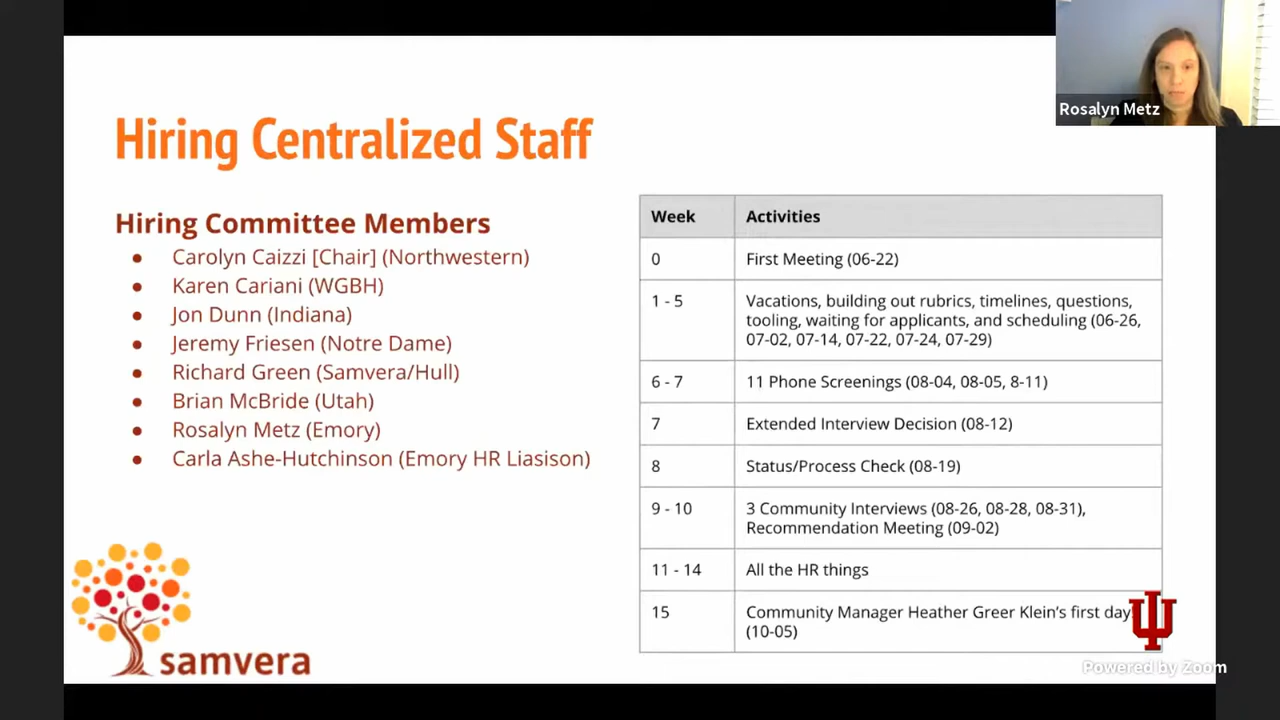 Rosalyn Metz
Hiring Centralized Staff
Hiring Committee Members
● Carolyn Caizzi [Chair] (Northwestern)
● Karen Cariani (WGBH)
● Jon Dunn (Indiana)
● Jeremy Friesen (Notre Dame)
● Richard Green (Samvera/Hull)
● Brian McBride (Utah)
● Rosalyn Metz (Emory)
● Carla Ashe-Hutchinson (Emory HR Liasison)
Week Activities
0 First Meeting (06-22)
1 - 5 Vacations, building out rubrics, timelines, questions,
tooling, waiting for applicants, and scheduling (06-26,
07-02, 07-14, 07-22, 07-24, 07-29)
6 - 7 11 Phone Screenings (08-04, 08-05, 8-11)
7 Extended Interview Decision (08-12)
8 Status/Process Check (08-19)
9 - 10 3 Community Interviews (08-26, 08-28, 08-31),
Recommendation Meeting (09-02)
11 - 14 All the HR things
15 Community Manager Heather Greer Klein's first day
(10-05)
samvera
Powered by Zoom